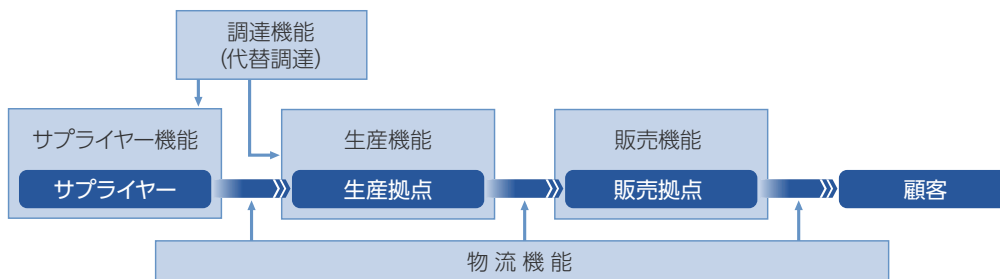 調達機能
(代替調達)
サプライヤー機能
生産機能
販売機能
サプライヤー
生産拠点
販売拠点
顧客
物流機能